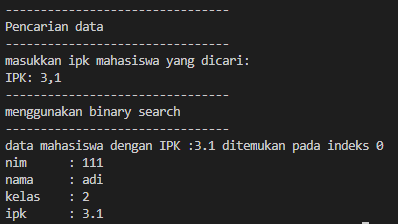 --------------------------------
Pencarian data
--------------------------------
masukkan ipk mahasiswa yang dicari:
IPK: 3,1
--------------------------------
menggunakan binary search
--------------------------------
data mahasiswa dengan IPK :3.1 ditemukan pada indeks 0
nim      : 111
nama     : adi
kelas    : 2
ipk      : 3.1